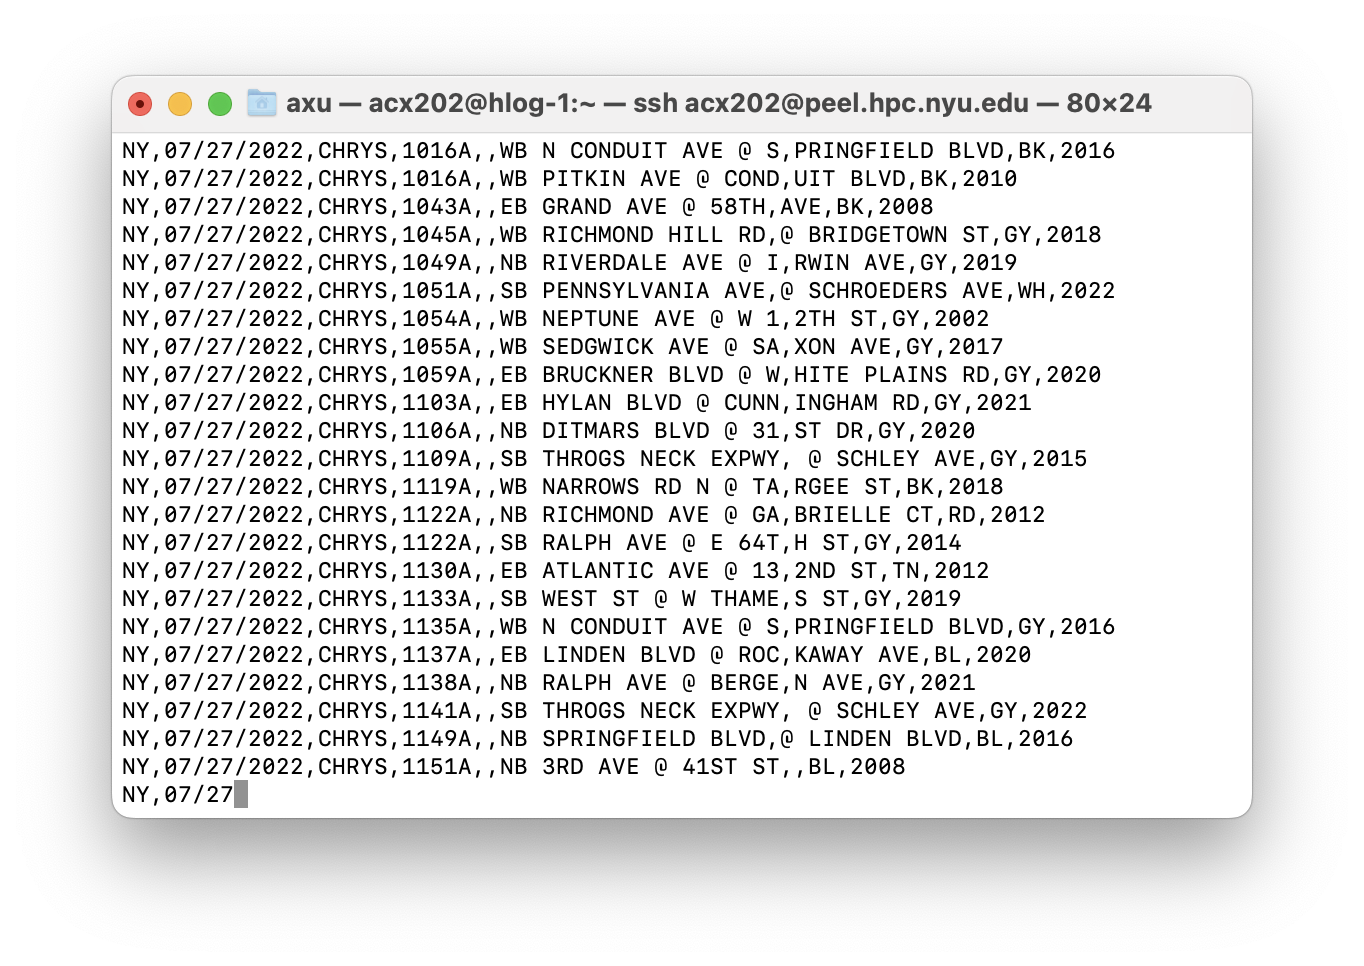 axu — acx202@hlog-1:~ — ssh acx202@peel.hpc.nyu.edu — 80×24
NY,07/27/2022,CHRYS,1016A,,WB N CONDUIT AVE @ S,PRINGFIELD BLVD,BK,2016
NY,07/27/2022,CHRYS,1016A,,WB PITKIN AVE @ COND,UIT BLVD,BK,2010
NY,07/27/2022,CHRYS,1043A,,EB GRAND AVE @ 58TH,AVE,BK,2008
NY,07/27/2022,CHRYS,1045A,,WB RICHMOND HILL RD,@ BRIDGETOWN ST,GY,2018
NY,07/27/2022,CHRYS,1049A,,NB RIVERDALE AVE @ I,RWIN AVE,GY,2019
NY,07/27/2022,CHRYS,1051A,,SB PENNSYLVANIA AVE,@ SCHROEDERS AVE,WH,2022
NY,07/27/2022,CHRYS,1054A,,WB NEPTUNE AVE @ W 1,2TH ST,GY,2002
NY,07/27/2022,CHRYS,1055A,,WB SEDGWICK AVE @ SA,XON AVE,GY,2017
NY,07/27/2022,CHRYS,1059A,,EB BRUCKNER BLVD @ W,HITE PLAINS RD,GY,2020
NY,07/27/2022,CHRYS,1103A,,EB HYLAN BLVD @ CUNN,INGHAM RD,GY,2021
NY,07/27/2022,CHRYS,1106A,,NB DITMARS BLVD @ 31,ST DR,GY,2020
NY,07/27/2022,CHRYS,1109A,,SB THROGS NECK EXPWY, @ SCHLEY AVE,GY,2015
NY,07/27/2022,CHRYS,1119A,,WB NARROWS RD N @ TA,RGEE ST,BK,2018
NY,07/27/2022,CHRYS,1122A,,NB RICHMOND AVE @ GA,BRIELLE CT,RD,2012
NY,07/27/2022,CHRYS,1122A,,SB RALPH AVE @ E 64T,H ST,GY,2014
NY,07/27/2022,CHRYS,1130A,,EB ATLANTIC AVE @ 13,2ND ST,TN,2012
NY,07/27/2022,CHRYS,1133A,,SB WEST ST @ W THAME,S ST,GY,2019
NY,07/27/2022,CHRYS,1135A,,WB N CONDUIT AVE @ S,PRINGFIELD BLVD,GY,2016
NY,07/27/2022,CHRYS,1137A,,EB LINDEN BLVD @ ROC,KAWAY AVE,BL,2020
NY,07/27/2022,CHRYS,1138A,,NB RALPH AVE @ BERGE,N AVE,GY,2021
NY,07/27/2022,CHRYS,1141A,,SB THROGS NECK EXPWY, @ SCHLEY AVE,GY,2022
NY,07/27/2022,CHRYS,1149A,,NB SPRINGFIELD BLVD,@ LINDEN BLVD,BL,2016
NY,07/27/2022,CHRYS,1151A,,NB 3RD AVE @ 41ST ST,,BL,2008
NY,07/27